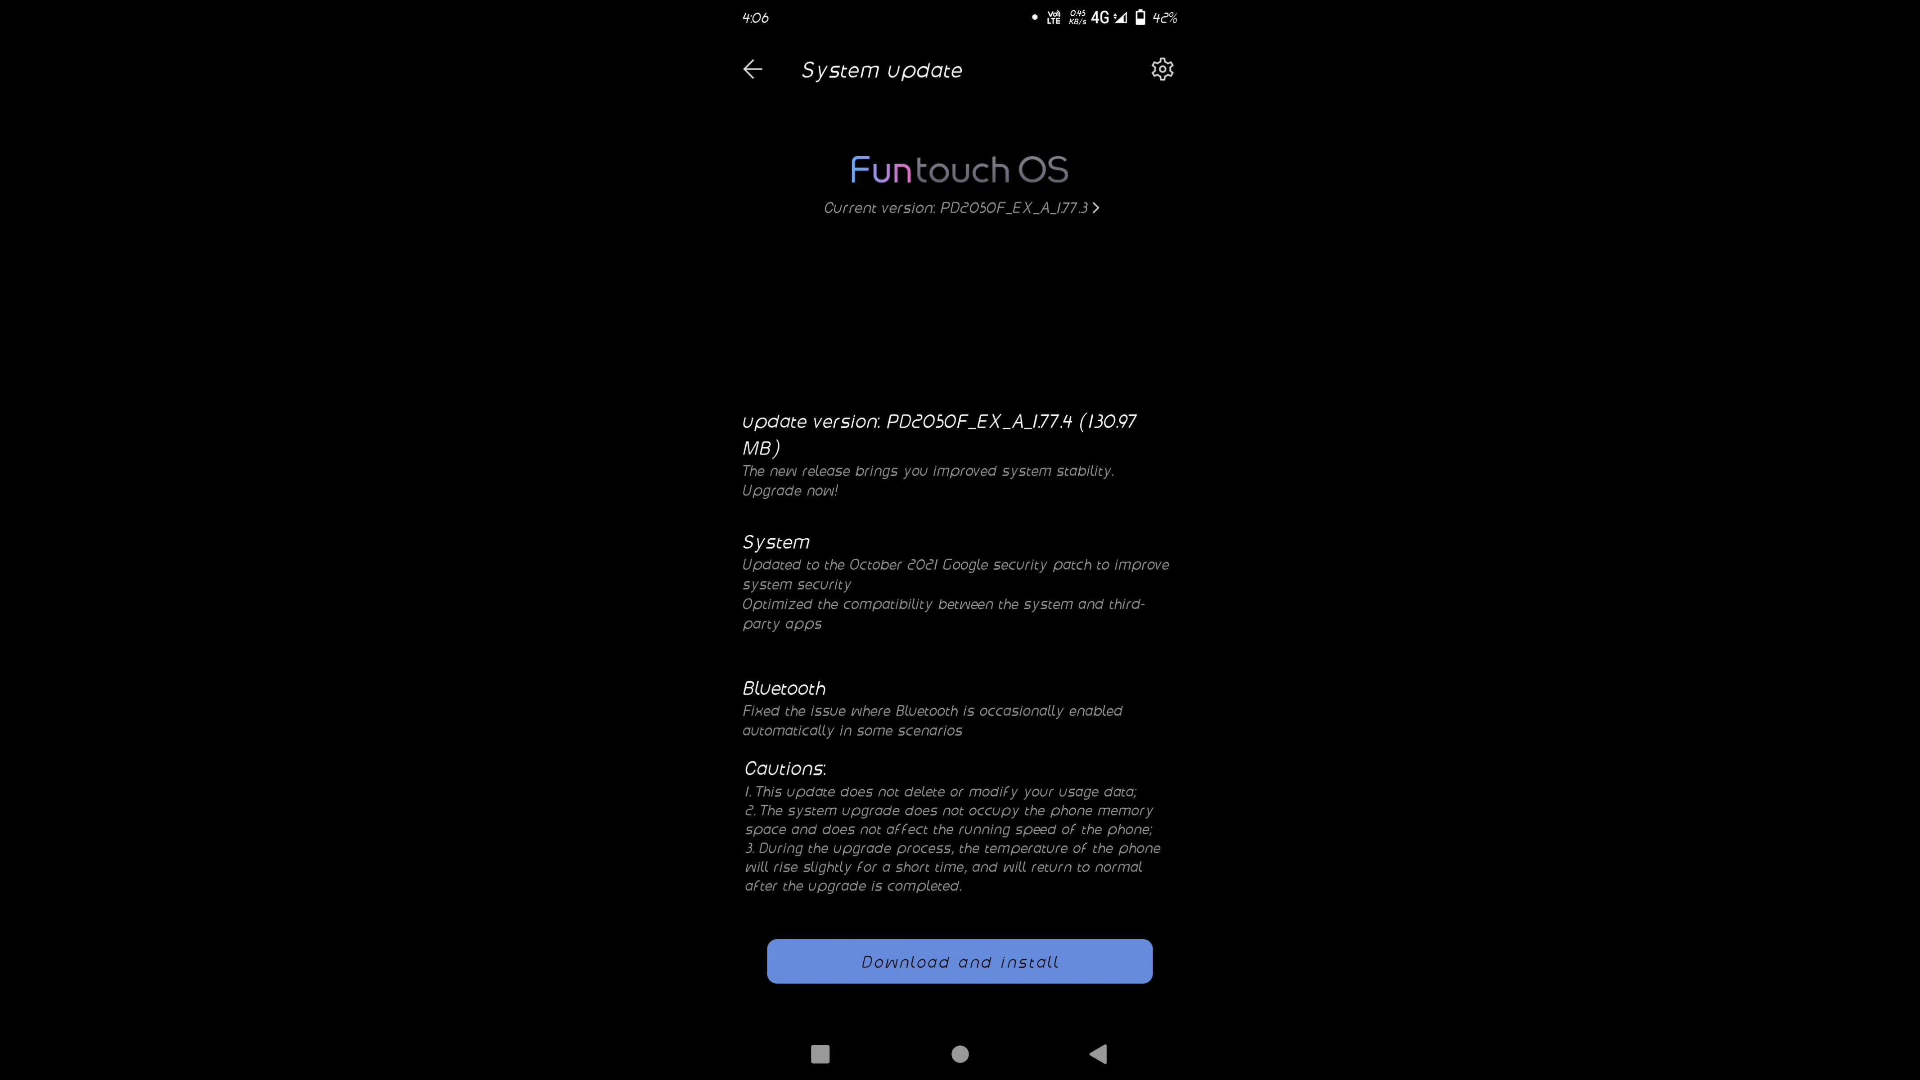 4:06
Vo) LTE 0.45 KB/s 4G 42%
System update
Funtouch OS
Current version: PD2050F_EX_A_1.77.3
update version: PD2050F_EX_A_1.77.4 (130.97
MB)
The new release brings you improved system stability.
Upgrade now!
System
Updated to the October 2021 Google security patch to improve
system security
Optimized the compatibility between the system and third-
party apps
Bluetooth
Fixed the issue where Bluetooth is occasionally enabled
automatically in some scenarios
Cautions:
1. This update does not delete or modify your usage data;
2. The system upgrade does not occupy the phone memory
space and does not affect the running speed of the phone;
3. During the upgrade process, the temperature of the phone
will rise slightly for a short time, and will return to normal
after the upgrade is completed.
Download and install